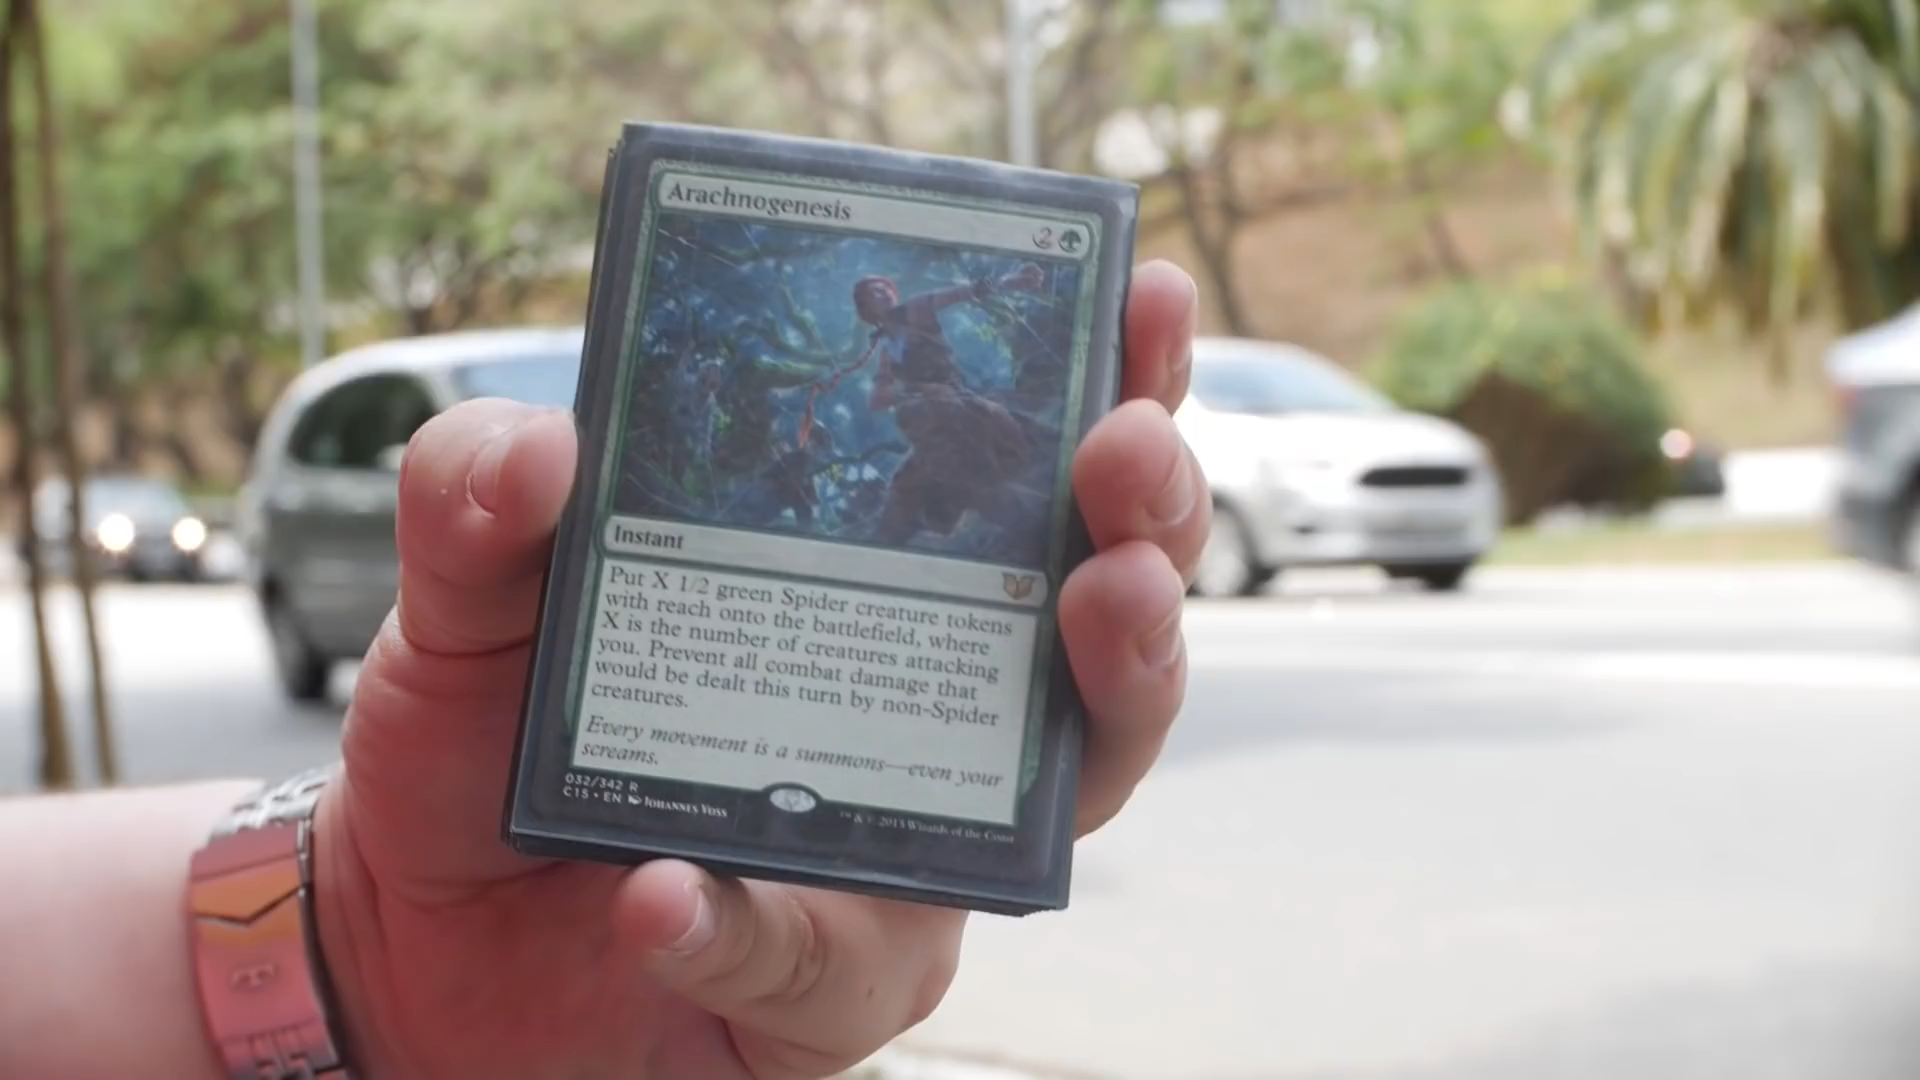 Arachnogenesis
2
Instant
Put X 1/2 green Spider creature tokens
with reach onto the battlefield, where
X is the number of creatures attacking
you. Prevent all combat damage that
would be dealt this turn by non-Spider
creatures.
Every movement is a summons—even your
screams.
032/342 R
C15 • EN Johannes Voss
™ & © 2015 Wizards of the Coast
T